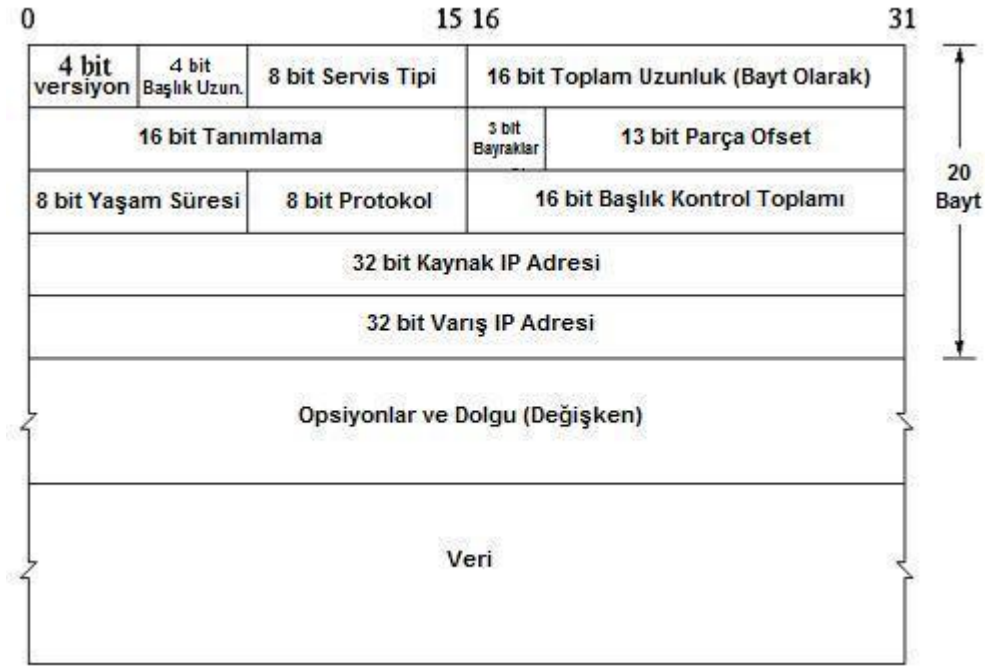 0 15 16 31
4 bit
versiyon
4 bit
Başlık Uzun.
8 bit Servis Tipi
16 bit Toplam Uzunluk (Bayt Olarak)
16 bit Tanımlama
3 bit
Bayraklar
13 bit Parça Ofset
8 bit Yaşam Süresi
8 bit Protokol
16 bit Başlık Kontrol Toplamı
20
Bayt
32 bit Kaynak IP Adresi
32 bit Varış IP Adresi
Opsiyonlar ve Dolgu (Değişken)
Veri